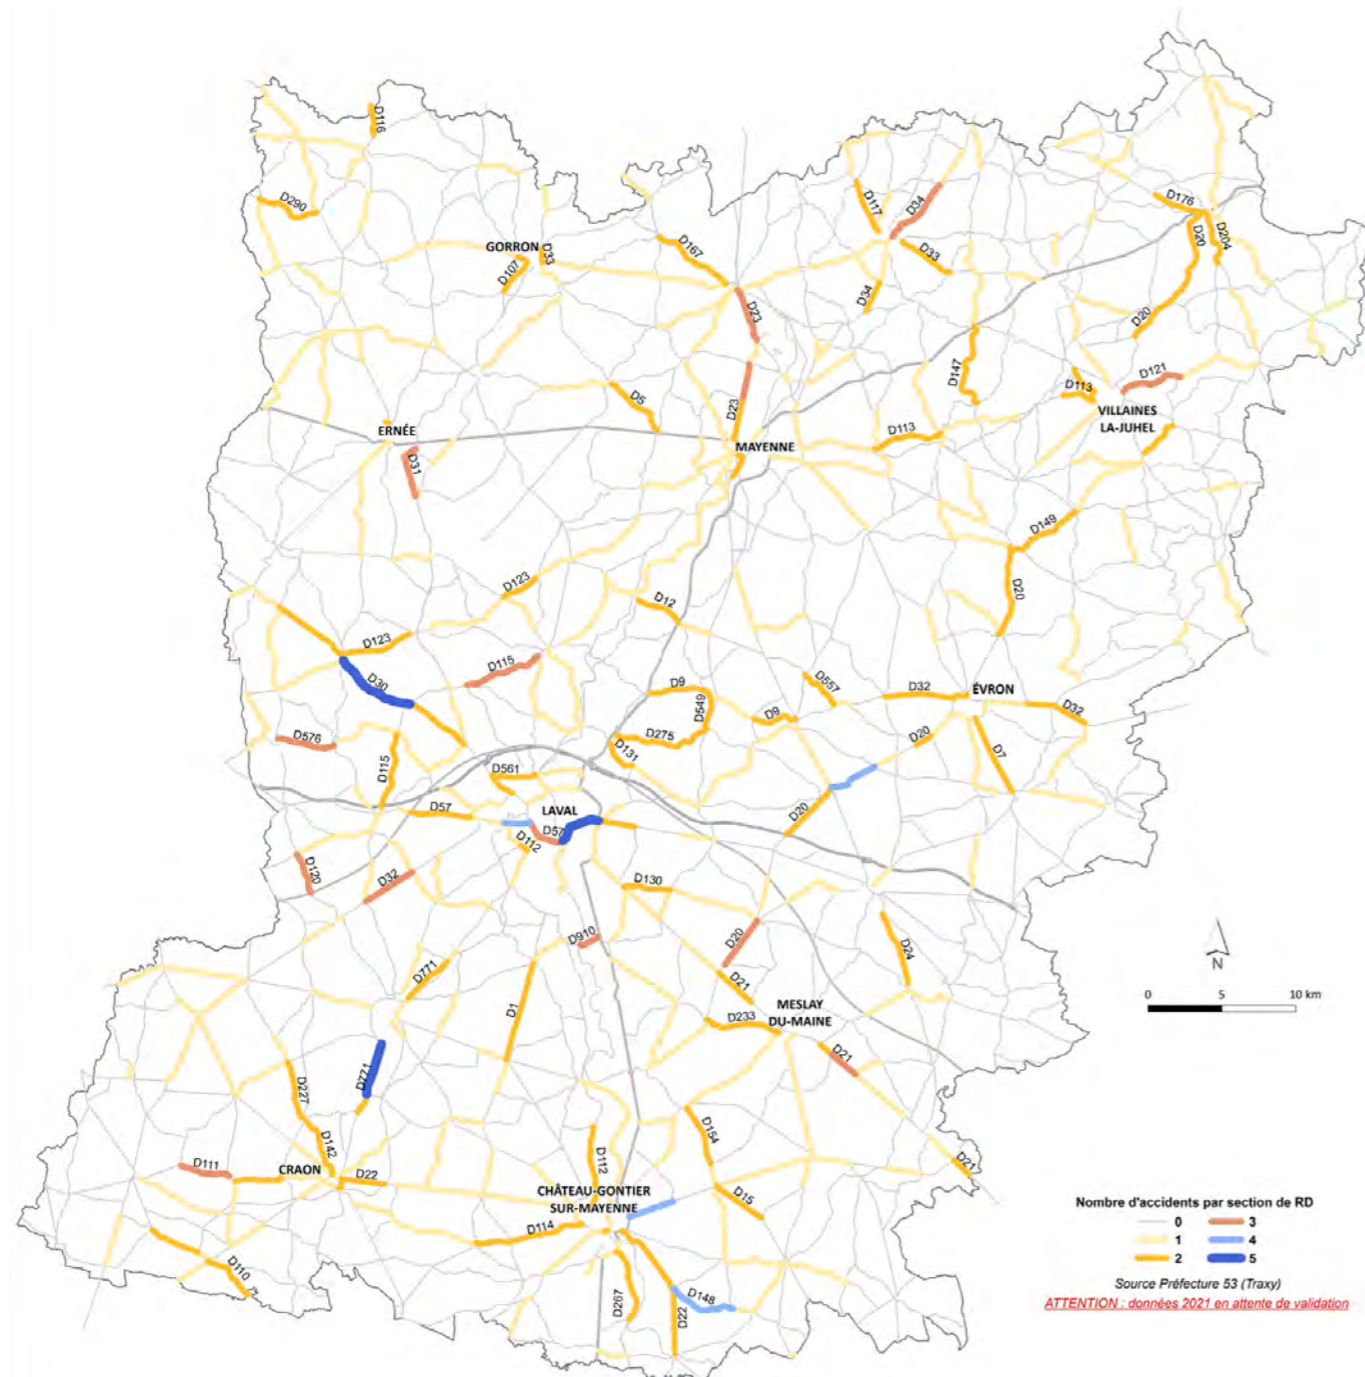 D116
D290
GORRON
D33
D107
D167
D117
D34
D33
D34
D176
D20
D204
D20
D23
D147
D121
D113
VILLAINES
LA-JUHEL
D5
D23
ERNÉE
MAYENNE
D113
D31
D149
D123
D12
D20
D123
D115
D30
D9
D549
D557
D32
ÉVRON
D32
D9
D576
D275
D20
D7
D115
D131
D561
D57
LAVAL
D57
D20
D112
D120
D32
D130
D910
D20
D24
D771
D1
D21
MESLAY
DU-MAINE
D233
D21
D771
D227
D142
D154
D112
D111
CRAON
D22
D21
CHÂTEAU-GONTIER
SUR-MAYENNE
D15
D114
D110
D267
D148
D22
N
0 5 10 km
Nombre d'accidents par section de RD
0 3
1 4
2 5
Source Préfecture 53 (Traxy)
ATTENTION : données 2021 en attente de validation